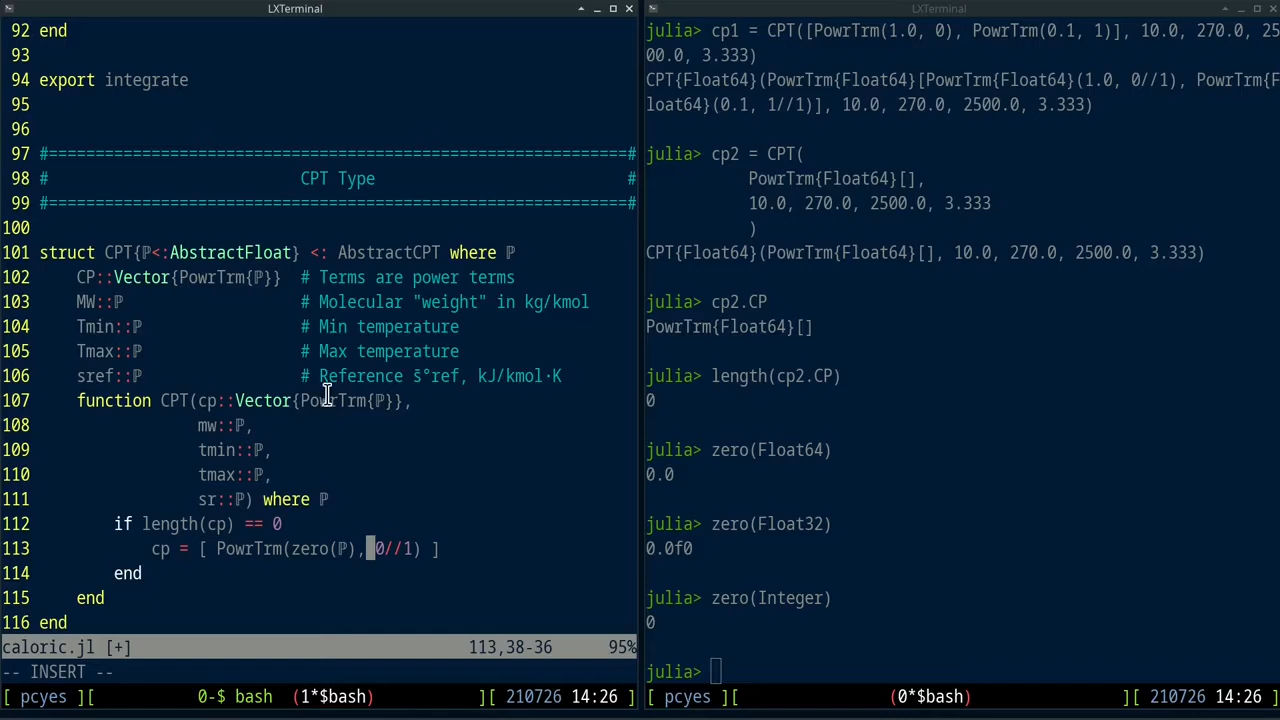 LXTerminal
92 end
93
94 export integrate
95
96
97 #==============================================================#
98 #                           CPT Type                           #
99 #==============================================================#
100
101 struct CPT{ℙ<:AbstractFloat} <: AbstractCPT where ℙ
102     CP::Vector{PowrTrm{ℙ}}  # Terms are power terms
103     MW::ℙ                   # Molecular "weight" in kg/kmol
104     Tmin::ℙ                 # Min temperature
105     Tmax::ℙ                 # Max temperature
106     sref::ℙ                 # Reference s̄°ref, kJ/kmol·K
107     function CPT(cp::Vector{PowrTrm{ℙ}},
108                  mw::ℙ,
109                  tmin::ℙ,
110                  tmax::ℙ,
111                  sr::ℙ) where ℙ
112         if length(cp) == 0
113             cp = [ PowrTrm(zero(ℙ), 0//1) ]
114         end
115     end
116 end
caloric.jl [+] 113,38-36 95%
-- INSERT --
[ pcyes ][ 0-$ bash (1*$bash) ][ 210726 14:26 ]
LXTerminal
julia> cp1 = CPT([PowrTrm(1.0, 0), PowrTrm(0.1, 1)], 10.0, 270.0, 25
00.0, 3.333)
CPT{Float64}(PowrTrm{Float64}[PowrTrm{Float64}(1.0, 0//1), PowrTrm{F
loat64}(0.1, 1//1)], 10.0, 270.0, 2500.0, 3.333)
julia> cp2 = CPT(
PowrTrm{Float64}[],
10.0, 270.0, 2500.0, 3.333
)
CPT{Float64}(PowrTrm{Float64}[], 10.0, 270.0, 2500.0, 3.333)
julia> cp2.CP
PowrTrm{Float64}[]
julia> length(cp2.CP)
0
julia> zero(Float64)
0.0
julia> zero(Float32)
0.0f0
julia> zero(Integer)
0
julia>
[ pcyes ][ (0*$bash) ][ 210726 14:26 ]